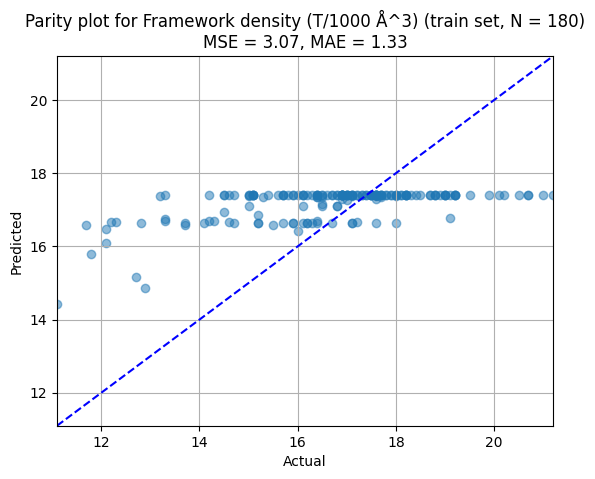 Parity plot for Framework density (T/1000 Å^3) (train set, N = 180)
MSE = 3.07, MAE = 1.33
20
18
16
14
12
Predicted
12 14 16 18 20
Actual